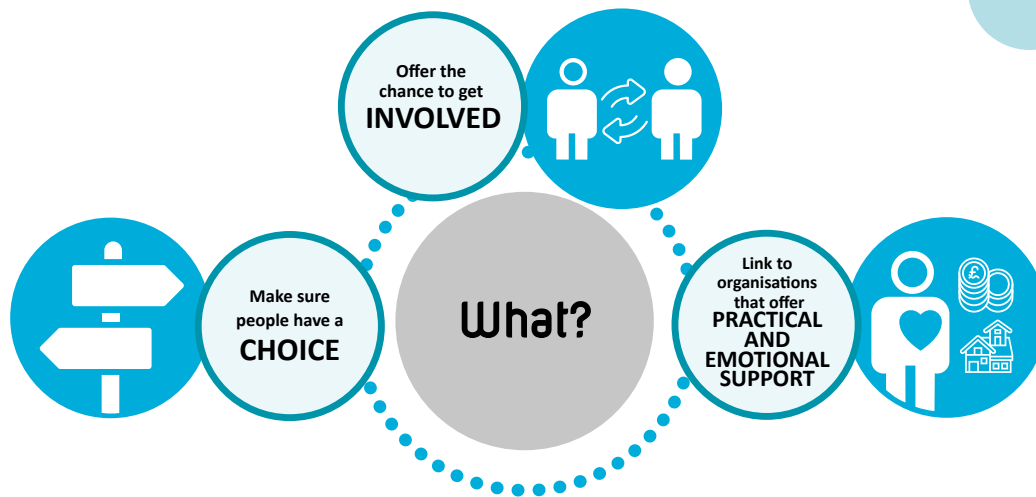 Offer the
chance to get
INVOLVED
What?
Make sure
people have a
CHOICE
Link to
organisations
that offer
PRACTICAL
AND
EMOTIONAL
SUPPORT
£